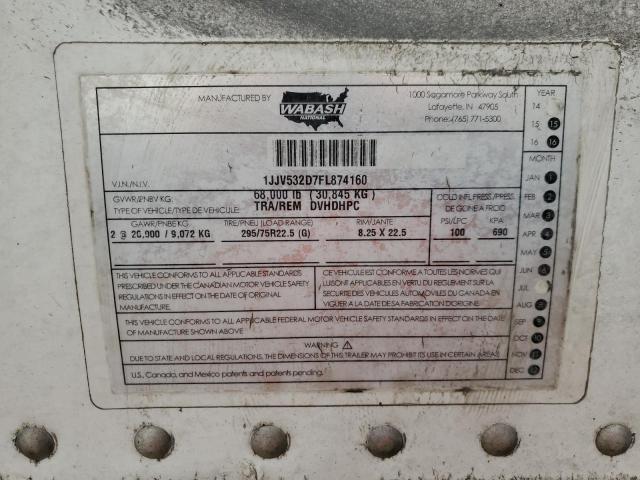 MANUFACTURED BY
WABASH
NATIONAL
1000 Sagamore Parkway South
Lafayette, IN 47905
Phone: (765) 771-5300
V.I.N./N.I.V.
1JJV532D7FL874160
GVWR/PNBV KG: 68,000 lb (30,845 KG)
TYPE OF VEHICLE/TYPE DE VEHICULE: TRA/REM DVHDHPC
COLD INFL.PRESS/PRESS.
DE GONF. A FROID
GAWR/PNBE KG TIRE/PNEU (LOAD RANGE) RIM/JANTE PSI/LPC KPA
2 @ 20,000 / 9,072 KG 295/75R22.5 (G) 8.25 X 22.5 100 690
THIS VEHICLE CONFORMS TO ALL APPLICABLE STANDARDS
PRESCRIBED UNDER THE CANADIAN MOTOR VEHICLE SAFETY
REGULATIONS IN EFFECT ON THE DATE OF ORIGINAL
MANUFACTURE.
CE VEHICULE EST CONFORME A TOUTES LES NORMES QUI
LUI SONT APPLICABLES EN VERTU DU REGLEMENT SUR LA
SECURITE DES VEHICULES AUTOMOBILES DU CANADA EN
VIGUER A LA DATE DE SA FABRICATION D'ORIGINE.
THIS VEHICLE CONFORMS TO ALL APPLICABLE FEDERAL MOTOR VEHICLE SAFETY STANDARDS IN EFFECT ON THE DATE
OF MANUFACTURE SHOWN ABOVE
WARNING
DUE TO STATE AND LOCAL REGULATIONS, THE DIMENSIONS OF THIS TRAILER MAY PROHIBIT ITS USE IN CERTAIN AREAS.
U.S., Canada, and Mexico patents and patents pending.
YEAR
14
15 15
16 16
MONTH
JAN 1
FEB 2
MAR 3
APR 4
MAY 5
JUN 6
JUL
AUG 8
SEP 9
OCT 10
NOV 11
DEC 12